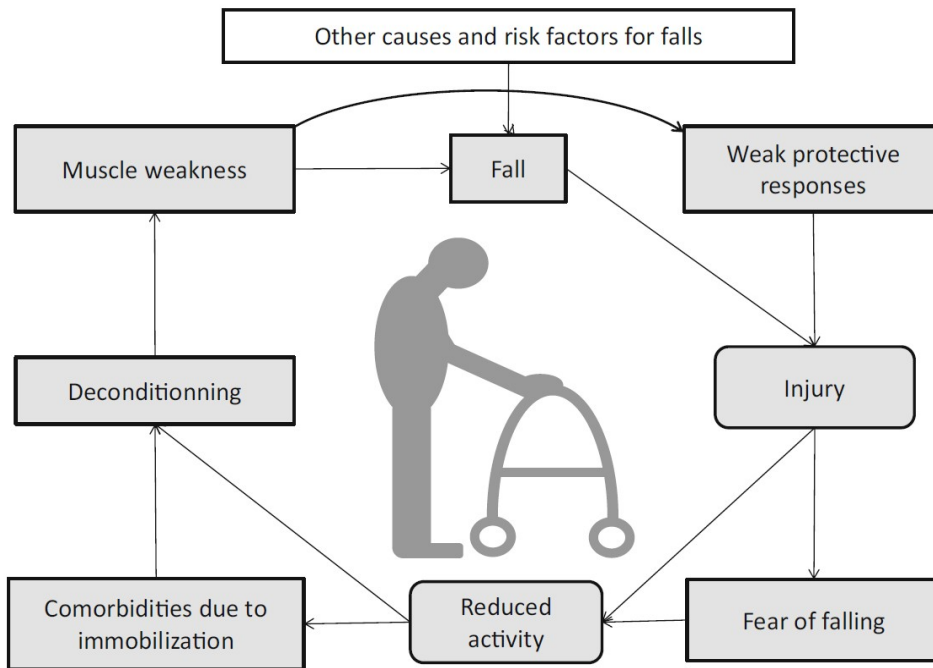 Other causes and risk factors for falls
Muscle weakness
Fall
Weak protective
responses
Deconditionning
Injury
Comorbidities due to
immobilization
Reduced
activity
Fear of falling